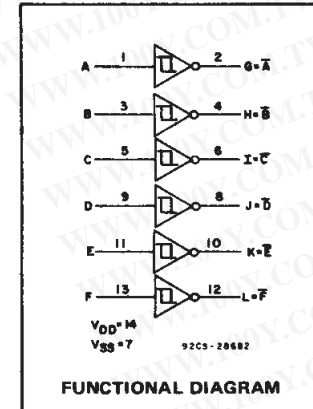 A 1 2 G=A̅
B 3 4 H=B̅
C 5 6 I=C̅
D 9 8 J=D̅
E 11 10 K=E̅
F 13 12 L=F̅
VDD=14
VSS=7 92CS-28682
FUNCTIONAL DIAGRAM